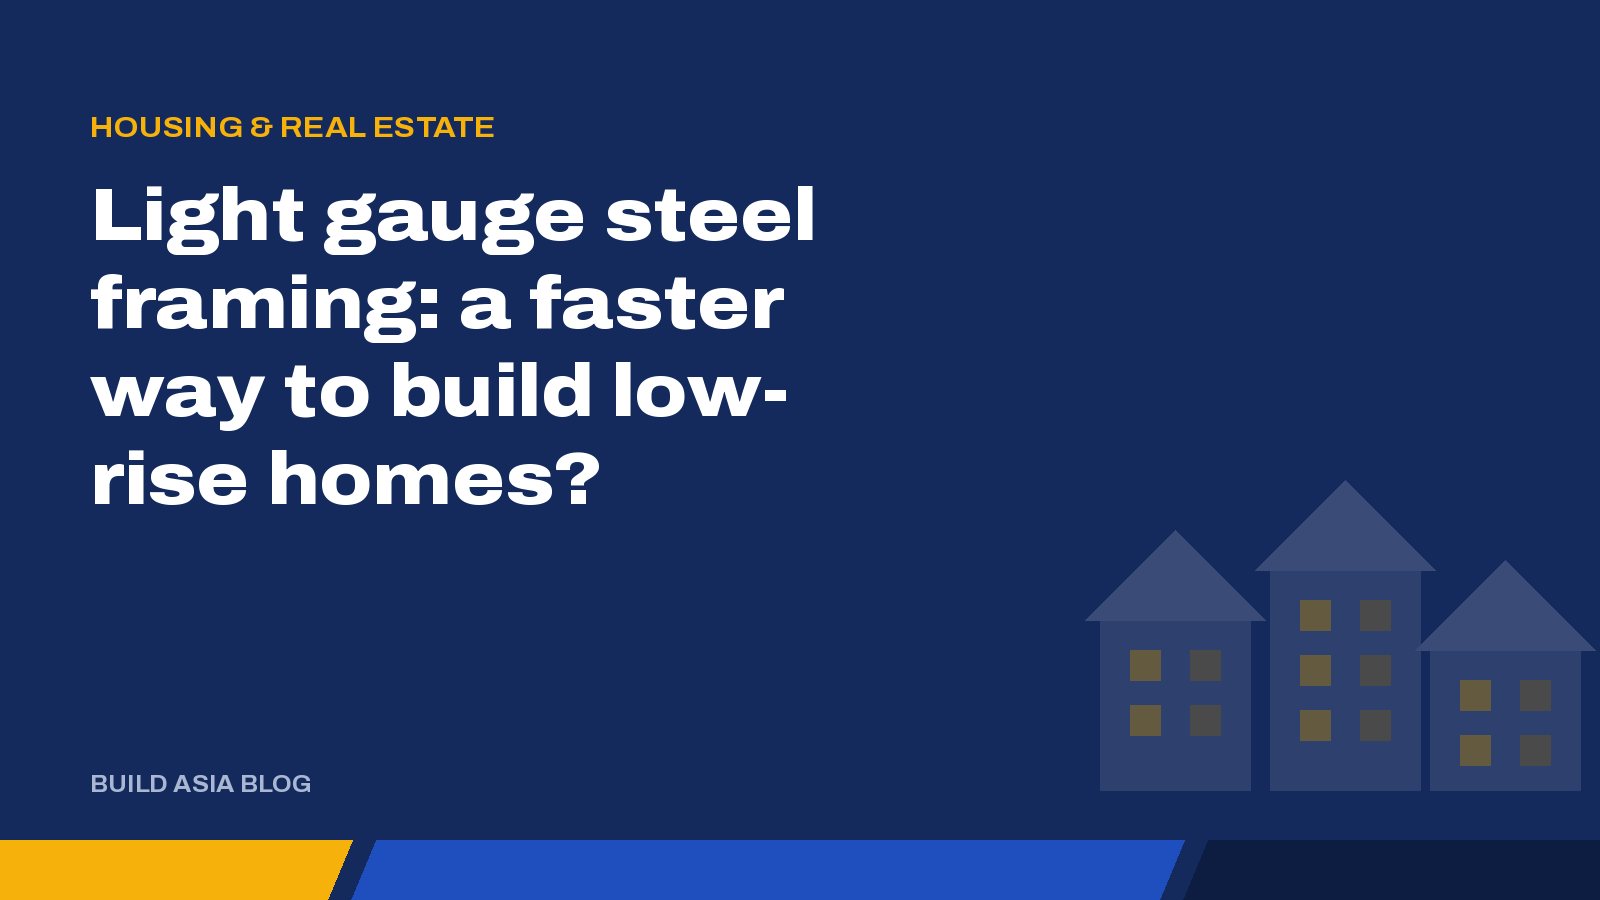 HOUSING & REAL ESTATE
Light gauge steel
framing: a faster
way to build low-
rise homes?
BUILD ASIA BLOG